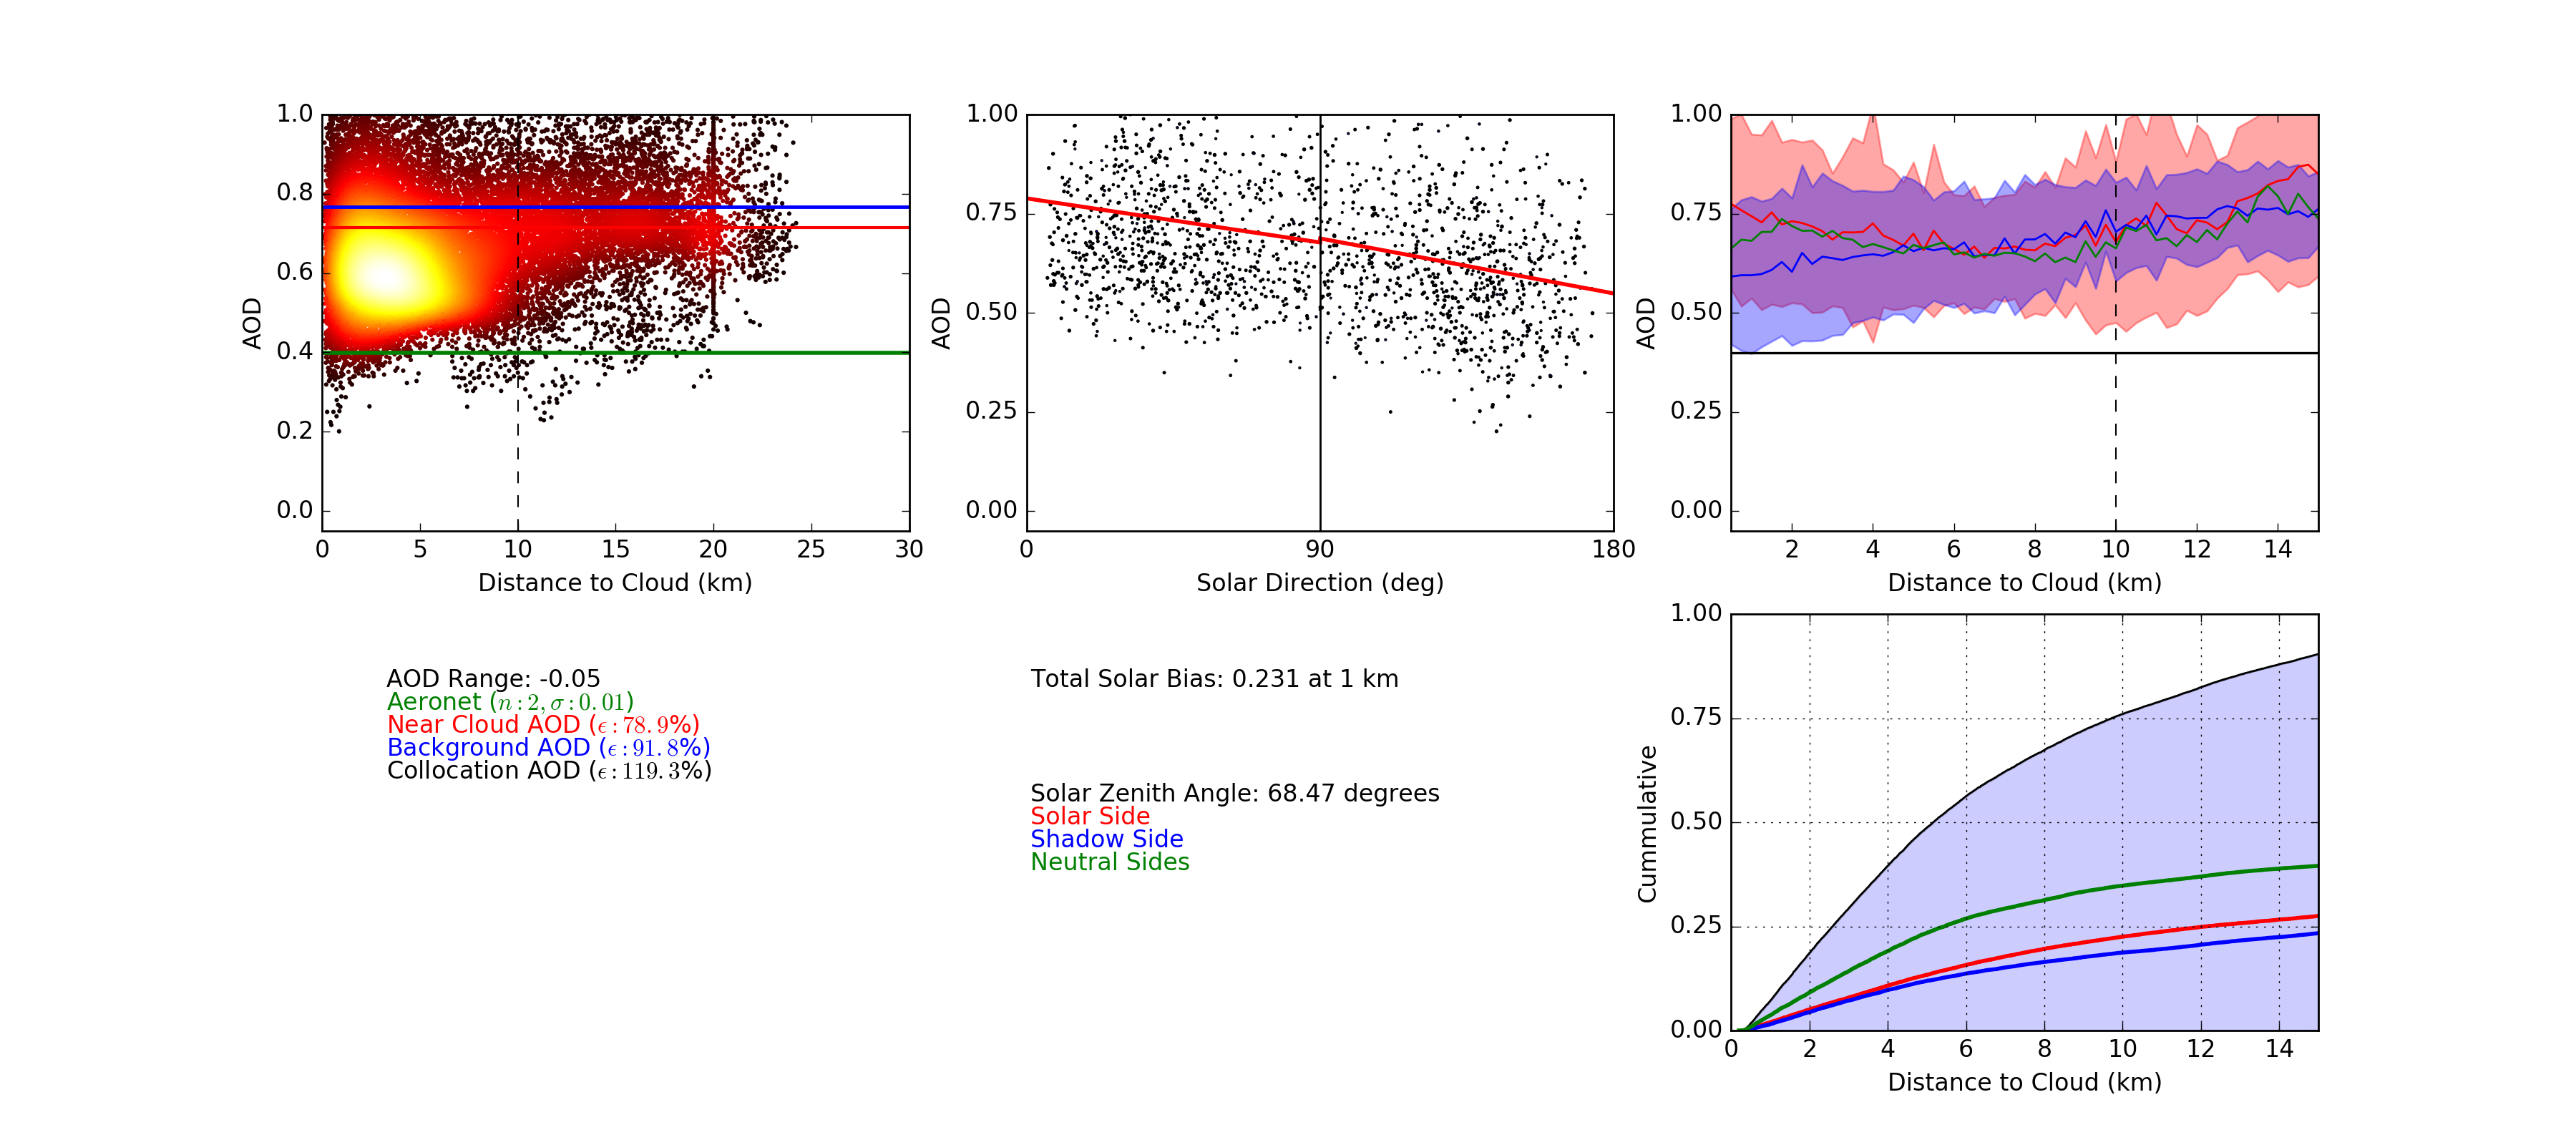 1.0
0.8
0.6
0.4
0.2
0.0
AOD
0 5 10 15 20 25 30
Distance to Cloud (km)
1.00
0.75
0.50
0.25
0.00
AOD
0 90 180
Solar Direction (deg)
1.00
0.75
0.50
0.25
0.00
AOD
2 4 6 8 10 12 14
Distance to Cloud (km)
AOD Range: -0.05
Aeronet (n : 2, σ : 0.01)
Near Cloud AOD (ϵ : 78.9%)
Background AOD (ϵ : 91.8%)
Collocation AOD (ϵ : 119.3%)
Total Solar Bias: 0.231 at 1 km
Solar Zenith Angle: 68.47 degrees
Solar Side
Shadow Side
Neutral Sides
1.00
0.75
0.50
0.25
0.00
Cummulative
0 2 4 6 8 10 12 14
Distance to Cloud (km)